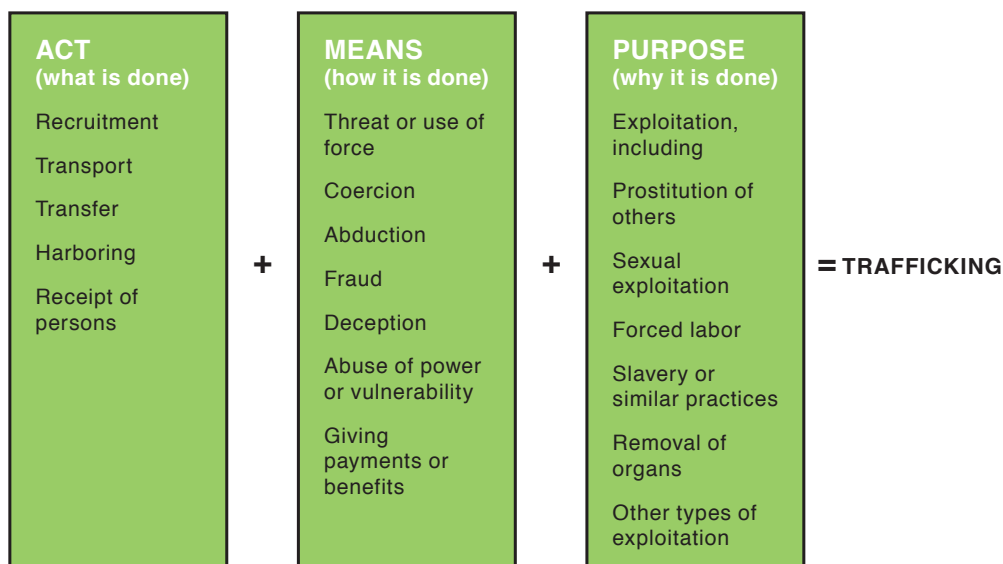 ACT
(what is done)
Recruitment
Transport
Transfer
Harboring
Receipt of
persons
+
MEANS
(how it is done)
Threat or use of
force
Coercion
Abduction
Fraud
Deception
Abuse of power
or vulnerability
Giving
payments or
benefits
+
PURPOSE
(why it is done)
Exploitation,
including
Prostitution of
others
Sexual
exploitation
Forced labor
Slavery or
similar practices
Removal of
organs
Other types of
exploitation
= TRAFFICKING